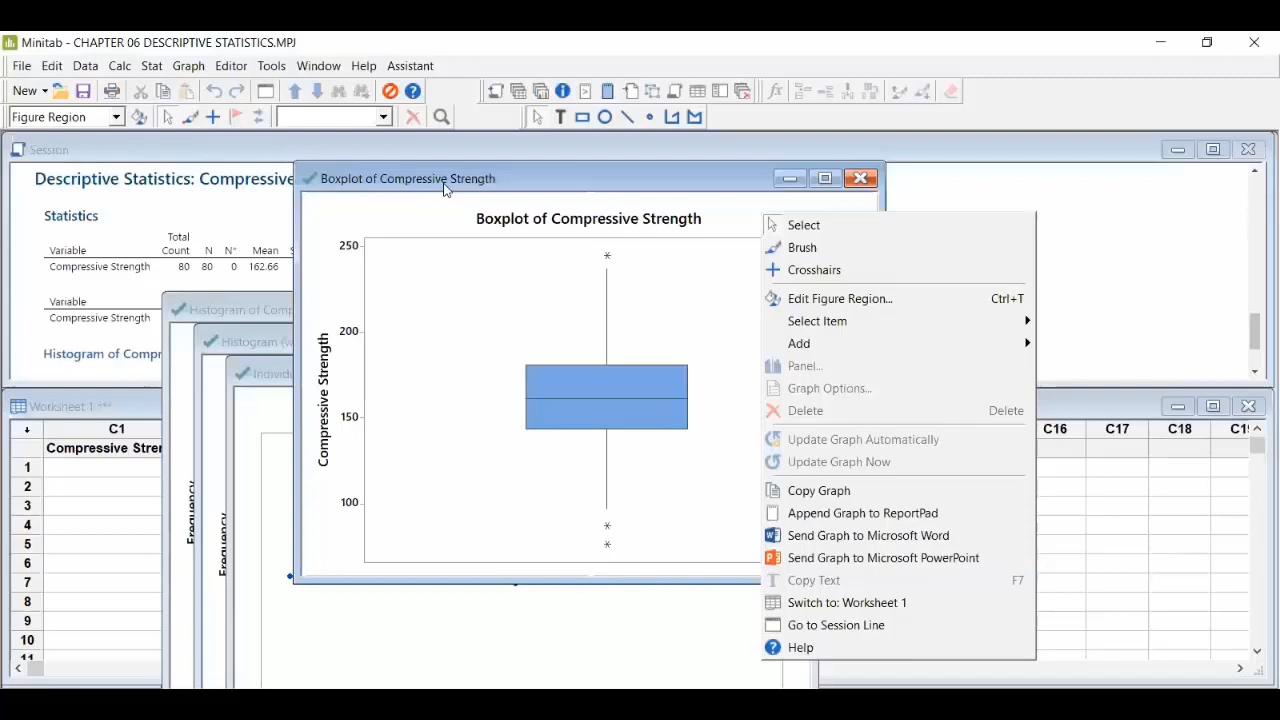 Minitab - CHAPTER 06 DESCRIPTIVE STATISTICS.MPJ
File Edit Data Calc Stat Graph Editor Tools Window Help Assistant
New
Figure Region
Session
Descriptive Statistics: Compressive
Statistics
Total
Variable Count N N* Mean
Compressive Strength 80 80 0 162.66
Variable
Compressive Strength
Histogram of Compr
Histogram of Comp
Histogram (w
Individ
Boxplot of Compressive Strength
Boxplot of Compressive Strength
Compressive Strength
250
200
150
100
Frequency
Frequency
Select
Brush
Crosshairs
Edit Figure Region... Ctrl+T
Select Item
Add
Panel...
Graph Options...
Delete Delete
Update Graph Automatically
Update Graph Now
Copy Graph
Append Graph to ReportPad
Send Graph to Microsoft Word
Send Graph to Microsoft PowerPoint
Copy Text F7
Switch to: Worksheet 1
Go to Session Line
Help
Worksheet 1 ***
C1 C16 C17 C18
Compressive Stren
1
2
3
4
5
6
7
8
9
10
11